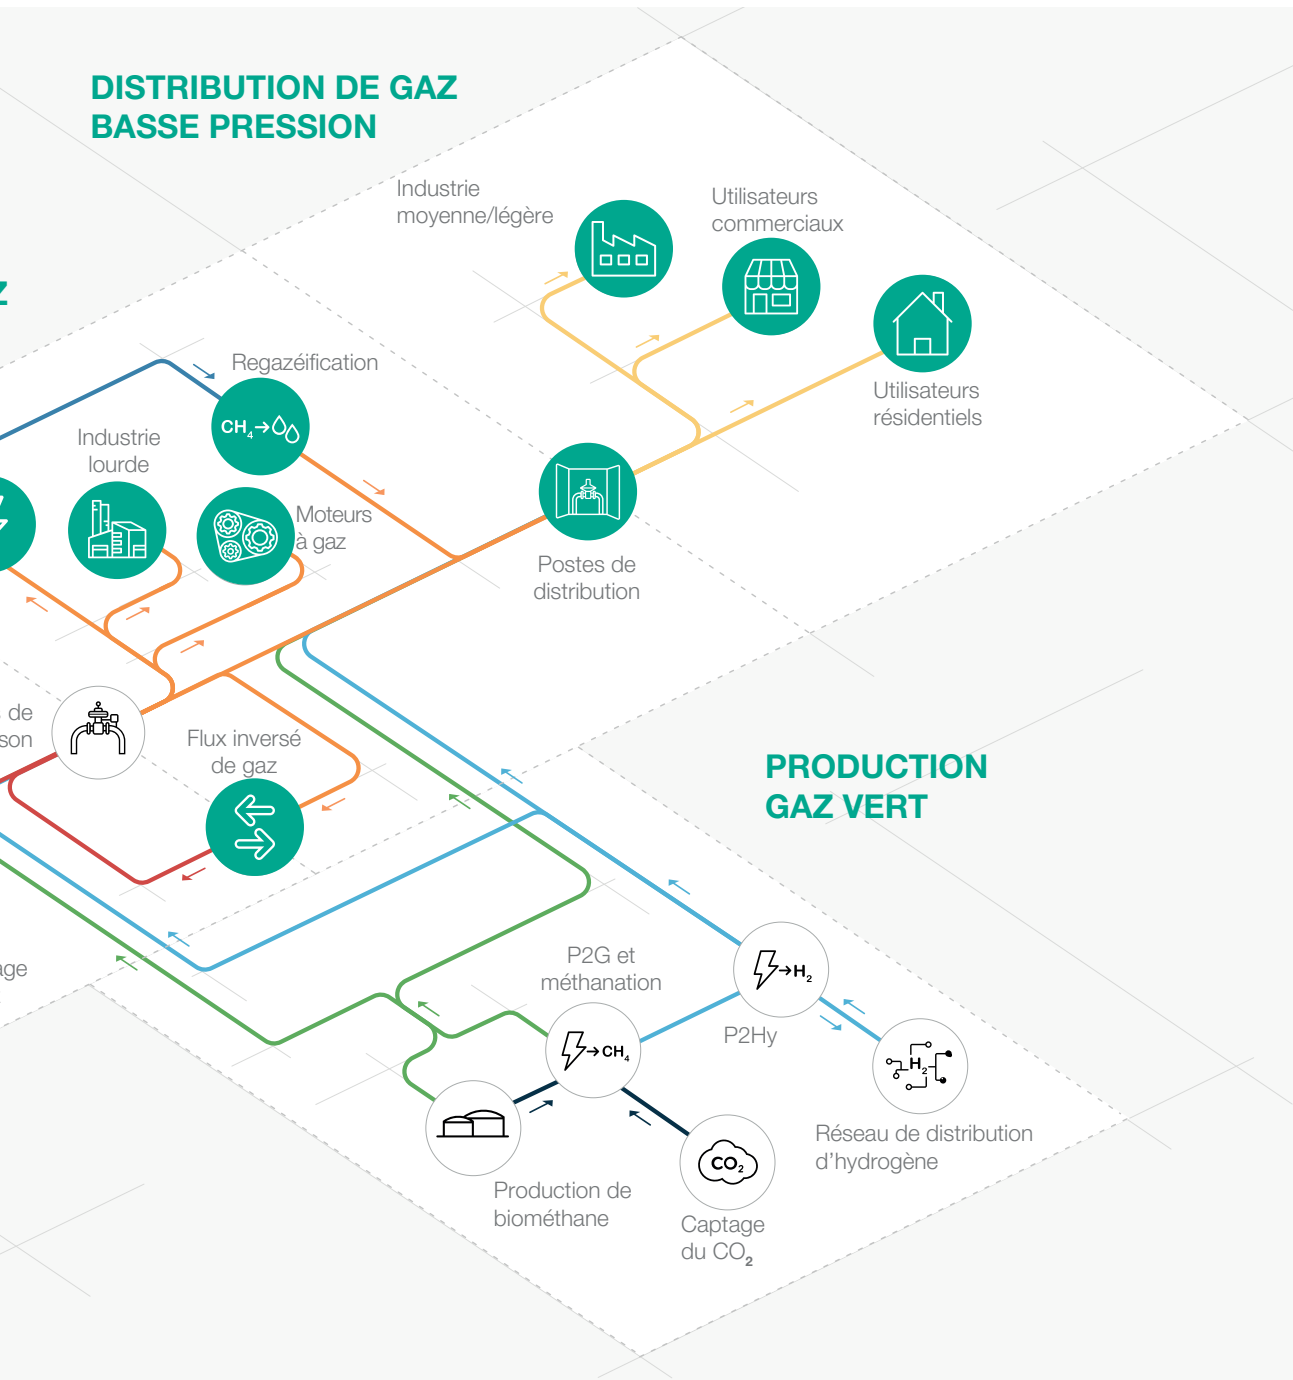 DISTRIBUTION DE GAZ
BASSE PRESSION
Industrie
moyenne/légère
Utilisateurs
commerciaux
Z
Regazéification
CH₄→
Utilisateurs
résidentiels
Industrie
lourde
Moteurs
à gaz
Postes de
distribution
de
Flux inversé
de gaz
PRODUCTION
GAZ VERT
P2G et
méthanation
→H₂
→CH₄
P2Hy
H₂
Réseau de distribution
d'hydrogène
CO₂
Production de
biométhane
Captage
du CO₂